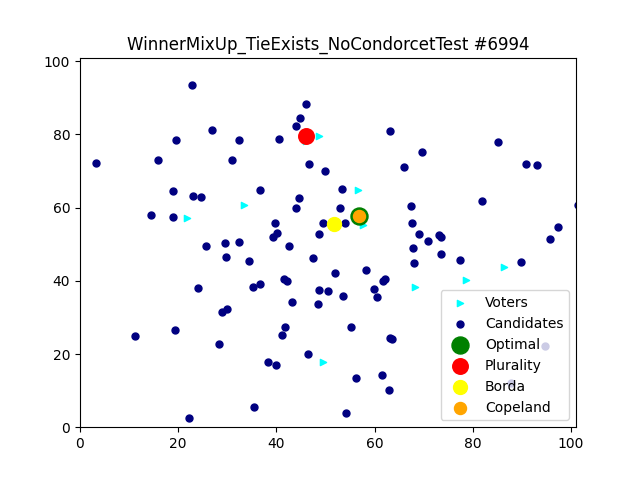 WinnerMixUp_TieExists_NoCondorcetTest #6994
100
80
60
40
20
0
0
20
40
60
80
100
Voters
Candidates
Optimal
Plurality
Borda
Copeland